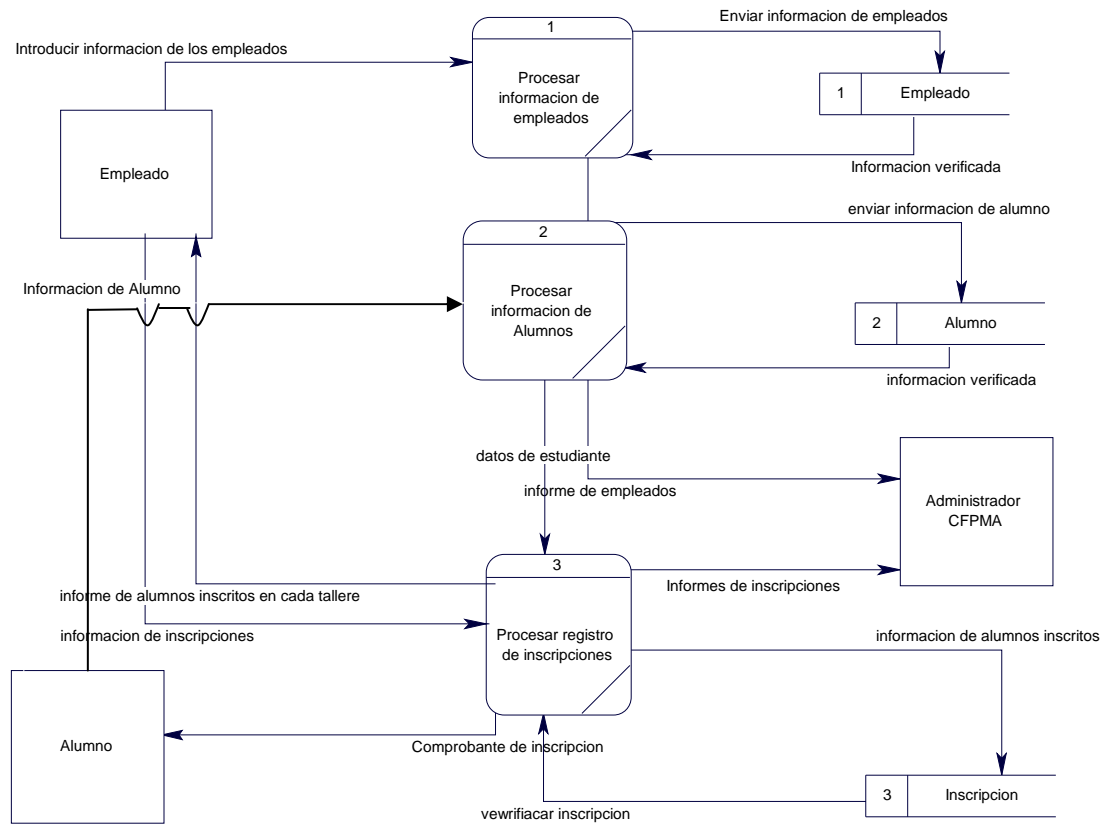 Enviar informacion de empleados
Introducir informacion de los empleados
1
Procesar
informacion de
empleados
1
Empleado
Empleado
Informacion verificada
enviar informacion de alumno
2
Informacion de Alumno
Procesar
informacion de
Alumnos
2
Alumno
informacion verificada
datos de estudiante
informe de empleados
Administrador
CFPMA
3
Informes de inscripciones
informe de alumnos inscritos en cada tallere
informacion de inscripciones
Procesar registro
de inscripciones
informacion de alumnos inscritos
Alumno
Comprobante de inscripcion
3
Inscripcion
vewrifiacar inscripcion